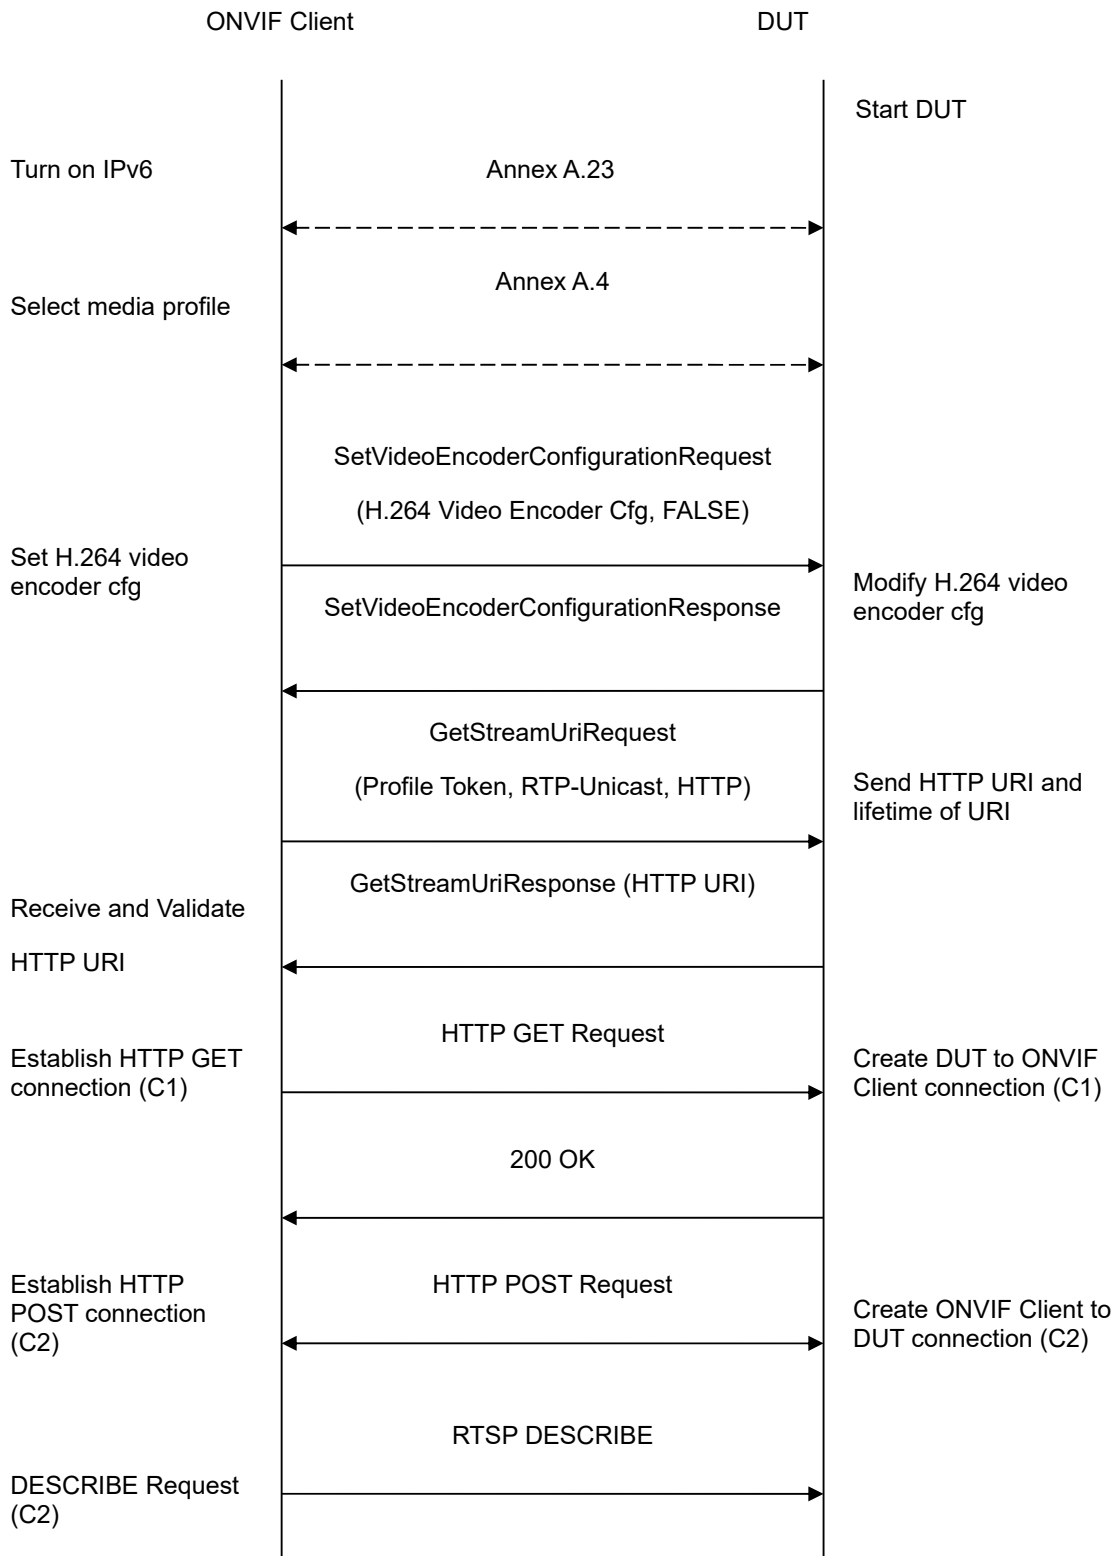 ONVIF Client
DUT
Start DUT
Turn on IPv6
Annex A.23
Annex A.4
Select media profile
SetVideoEncoderConfigurationRequest
(H.264 Video Encoder Cfg, FALSE)
Set H.264 video
encoder cfg
Modify H.264 video
encoder cfg
SetVideoEncoderConfigurationResponse
GetStreamUriRequest
(Profile Token, RTP-Unicast, HTTP)
Send HTTP URI and
lifetime of URI
GetStreamUriResponse (HTTP URI)
Receive and Validate
HTTP URI
HTTP GET Request
Establish HTTP GET
connection (C1)
Create DUT to ONVIF
Client connection (C1)
200 OK
Establish HTTP
POST connection
(C2)
HTTP POST Request
Create ONVIF Client to
DUT connection (C2)
RTSP DESCRIBE
DESCRIBE Request
(C2)